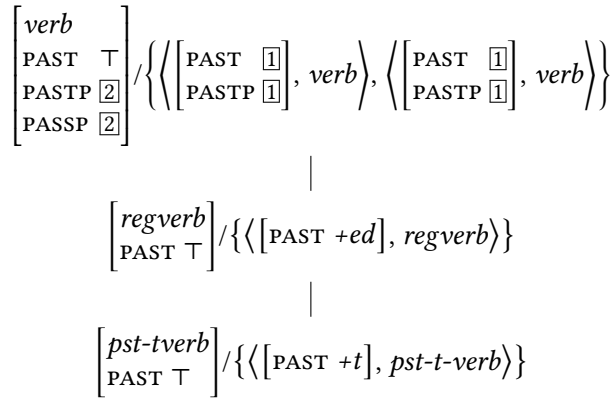 [verb
PAST ⊤
PASTP [2]
PASSP [2]] / {⟨[PAST [1] PASTP [1]], verb⟩, ⟨[PAST [1] PASTP [1]], verb⟩}
[regverb
PAST ⊤] / {⟨[PAST +ed], regverb⟩}
[pst-tverb
PAST ⊤] / {⟨[PAST +t], pst-t-verb⟩}